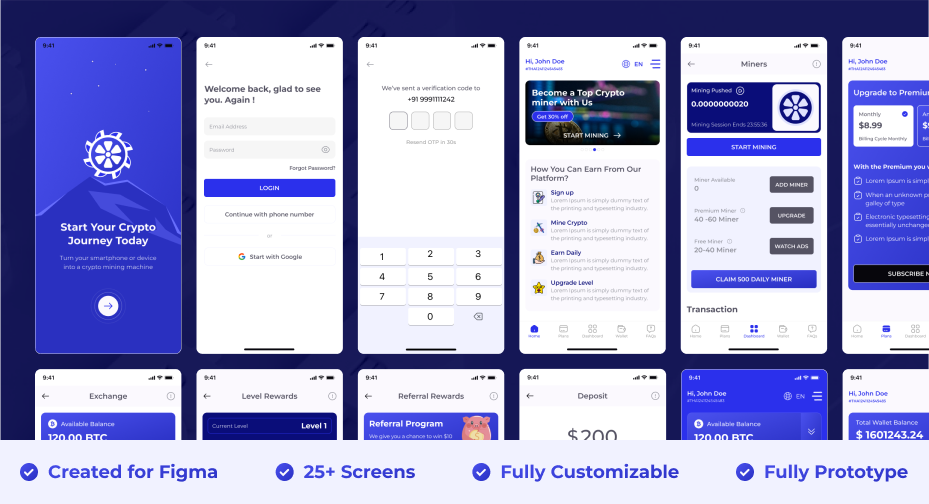 9:41
Start Your Crypto
Journey Today
Turn your smartphone or device
into a crypto mining machine
9:41
Welcome back, glad to see
you. Again !
Email Address
Password
Forgot Password?
LOGIN
Continue with phone number
or
Start with Google
9:41
We've sent a verification code to
+91 9991111242
Resend OTP in 30s
1 2 3
4 5 6
7 8 9
0
9:41
Hi, John Doe
EN
Become a Top Crypto
miner with Us
Get 30% off
START MINING
How You Can Earn From Our
Platform?
Sign up
Lorem Ipsum is simply dummy text of
the printing and typesetting industry.
Mine Crypto
Lorem Ipsum is simply dummy text of
the printing and typesetting industry.
Earn Daily
Lorem Ipsum is simply dummy text of
the printing and typesetting industry.
Upgrade Level
Lorem Ipsum is simply dummy text of
the printing and typesetting industry.
Home Plans Dashboard Wallet FAQs
9:41
Miners
Mining Pushed
0.0000000020
Mining Session Ends 23:55:36
START MINING
Miner Available
0
ADD MINER
Premium Miner
40 -60 Miner
UPGRADE
Free Miner
20-40 Miner
WATCH ADS
CLAIM 500 DAILY MINER
Transaction
Home Plans Dashboard Wallet FAQs
9:41
Hi, John Doe
Upgrade to Premiu
Monthly
$8.99
Billing Cycle Monthly
With the Premium you
Lorem Ipsum is simpl
When an unknown p
galley of type
Electronic typesetting
essentially unchanged
Lorem Ipsum is simpl
SUBSCRIBE N
Home Plans Dashboard
9:41
Exchange
Available Balance
120.00 BTC
9:41
Level Rewards
Current Level
Level 1
9:41
Referral Rewards
Referral Program
We give you a chance to win $10
9:41
Deposit
$200
9:41
Hi, John Doe
EN
Available Balance
120.00 BTC
9:41
Hi, John Doe
Total Wallet Balance
$ 1601243.24
Created for Figma
25+ Screens
Fully Customizable
Fully Prototype